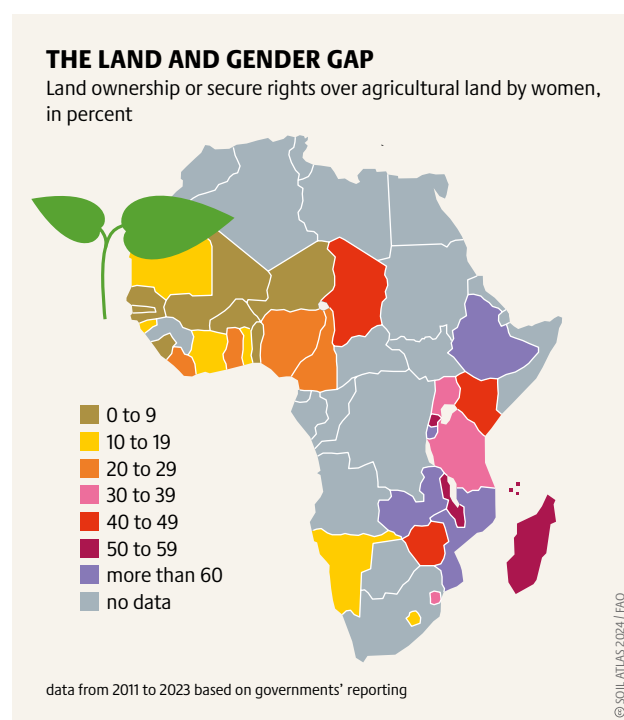 THE LAND AND GENDER GAP
Land ownership or secure rights over agricultural land by women,
in percent
0 to 9
10 to 19
20 to 29
30 to 39
40 to 49
50 to 59
more than 60
no data
data from 2011 to 2023 based on governments' reporting
© SOIL ATLAS 2024 / FAO